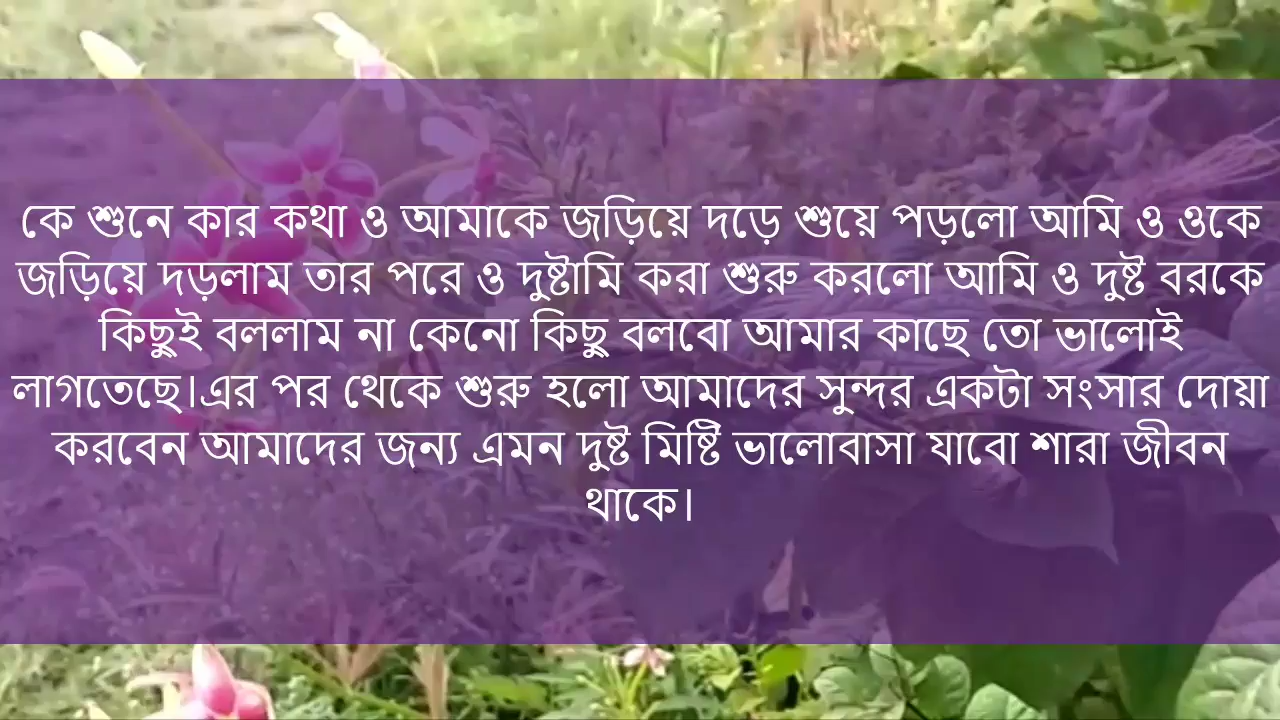 কে শুনে কার কথা ও আমাকে জড়িয়ে দড়ে শুয়ে পড়লো আমি ও ওকে
জড়িয়ে দড়লাম তার পরে ও দুষ্টামি করা শুরু করলো আমি ও দুষ্ট বরকে
কিছুই বললাম না কেনো কিছু বলবো আমার কাছে তো ভালোই
লাগতেছে।এর পর থেকে শুরু হলো আমাদের সুন্দর একটা সংসার দোয়া
করবেন আমাদের জন্য এমন দুষ্ট মিষ্টি ভালোবাসা যাবো শারা জীবন
থাকে।